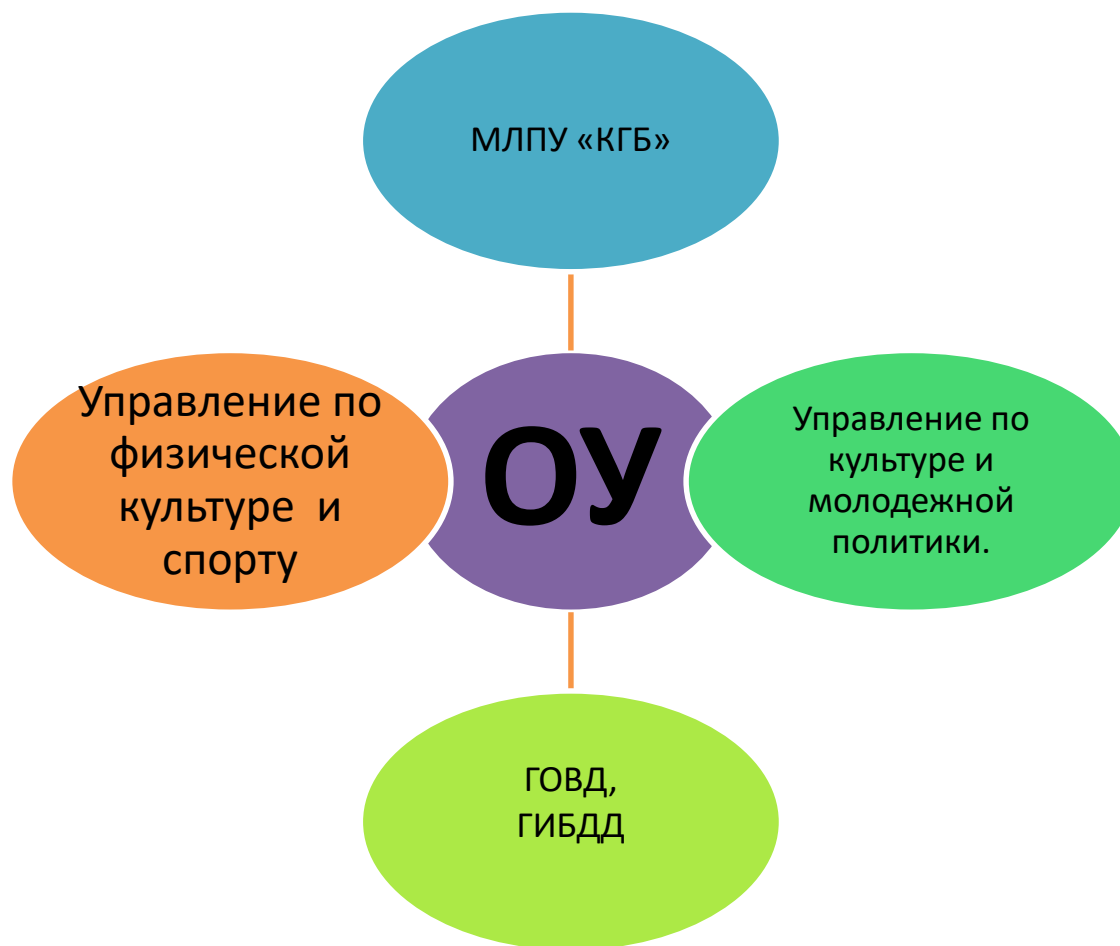 МЛПУ «КГБ»
Управление по
физической
культуре  и
спорту
ОУ
Управление по
культуре и
молодежной
политики.
ГОВД,
ГИБДД